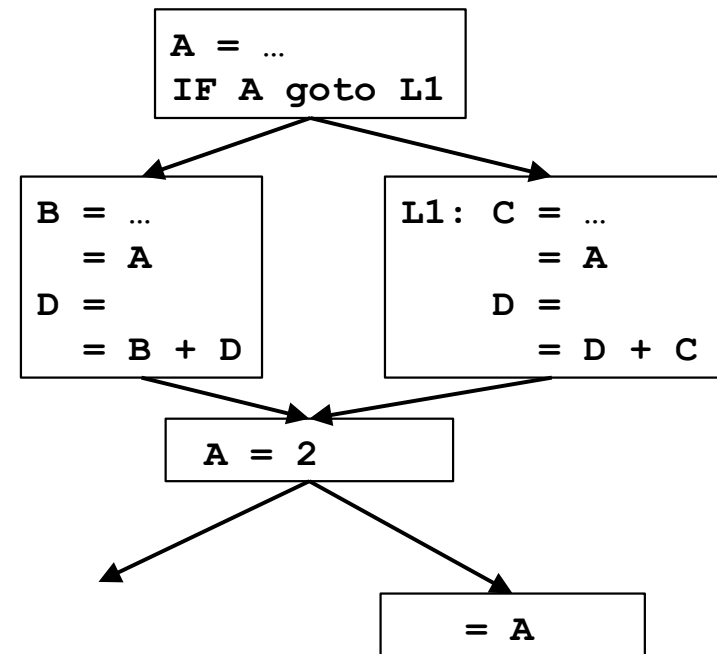 A = …
IF A goto L1
B = …
= A
D =
= B + D
L1: C = …
= A
D =
= D + C
A = 2
= A